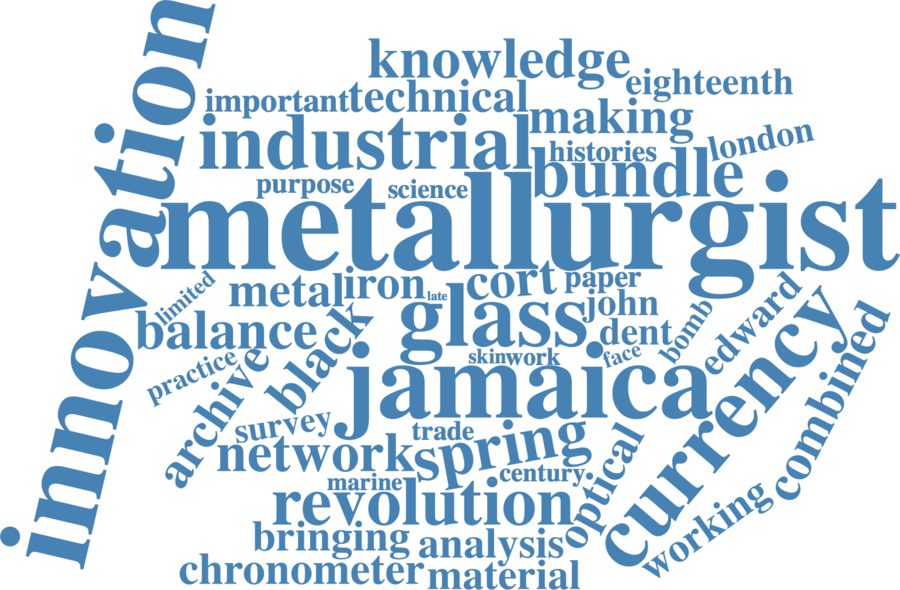 innovation
knowledge
eighteenth
important technical
making
industrial
histories
london
purpose
science
bundle
metallurgist
limited
metal iron
late
cort
paper
balance
black
glass
john
dent
bomb
edward
practice
archive
skin work
face
jamaica
currency
combined
survey
trade
network
spring
century
optical
marine
revolution
working
bringing
analysis
chronometer
material